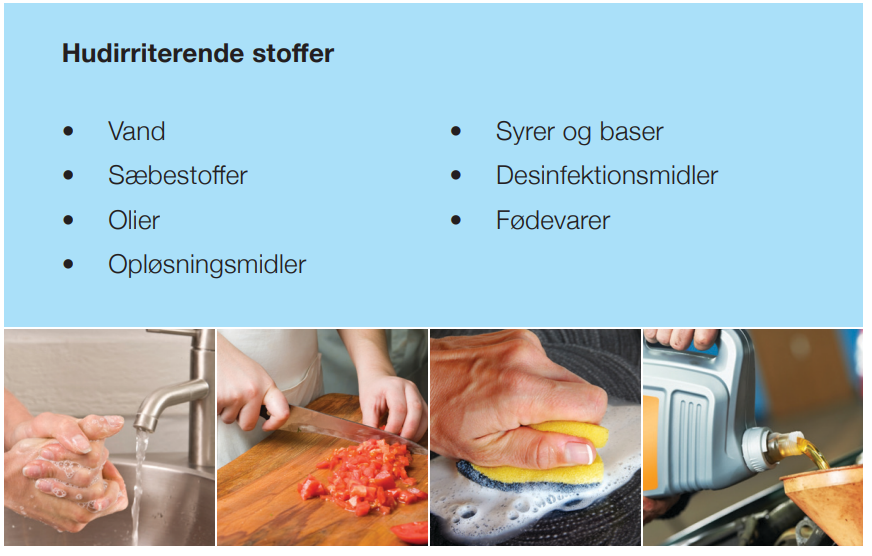 Hudirriterende stoffer
• Vand
• Sæbestoffer
• Olier
• Opløsningsmidler
• Syrer og baser
• Desinfektionsmidler
• Fødevarer